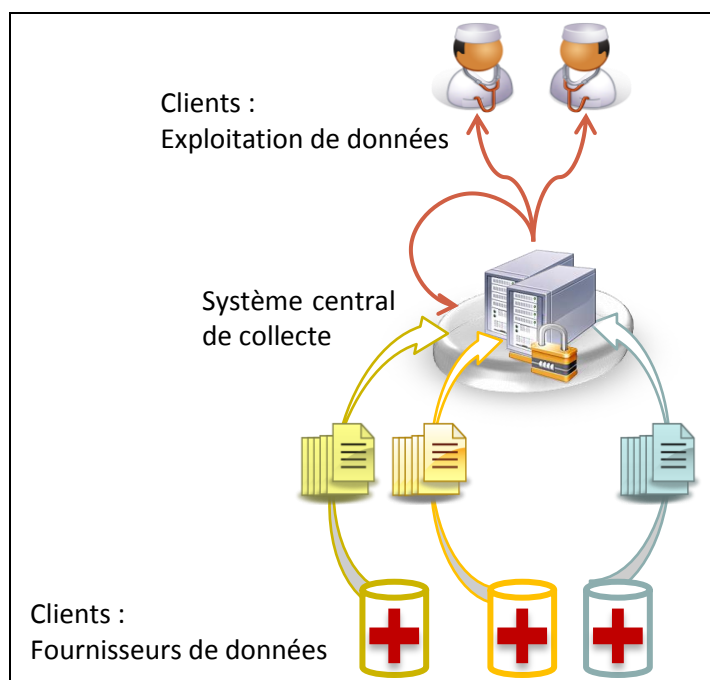 Clients :
Exploitation de données
Système central
de collecte
Clients :
Fournisseurs de données